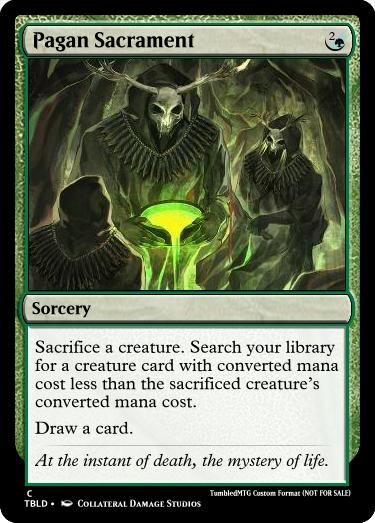 Pagan Sacrament
2
Sorcery
Sacrifice a creature. Search your library
for a creature card with converted mana
cost less than the sacrificed creature's
converted mana cost.
Draw a card.
At the instant of death, the mystery of life.
C
TBLD • Collateral Damage Studios
TumbledMTG Custom Format (NOT FOR SALE)